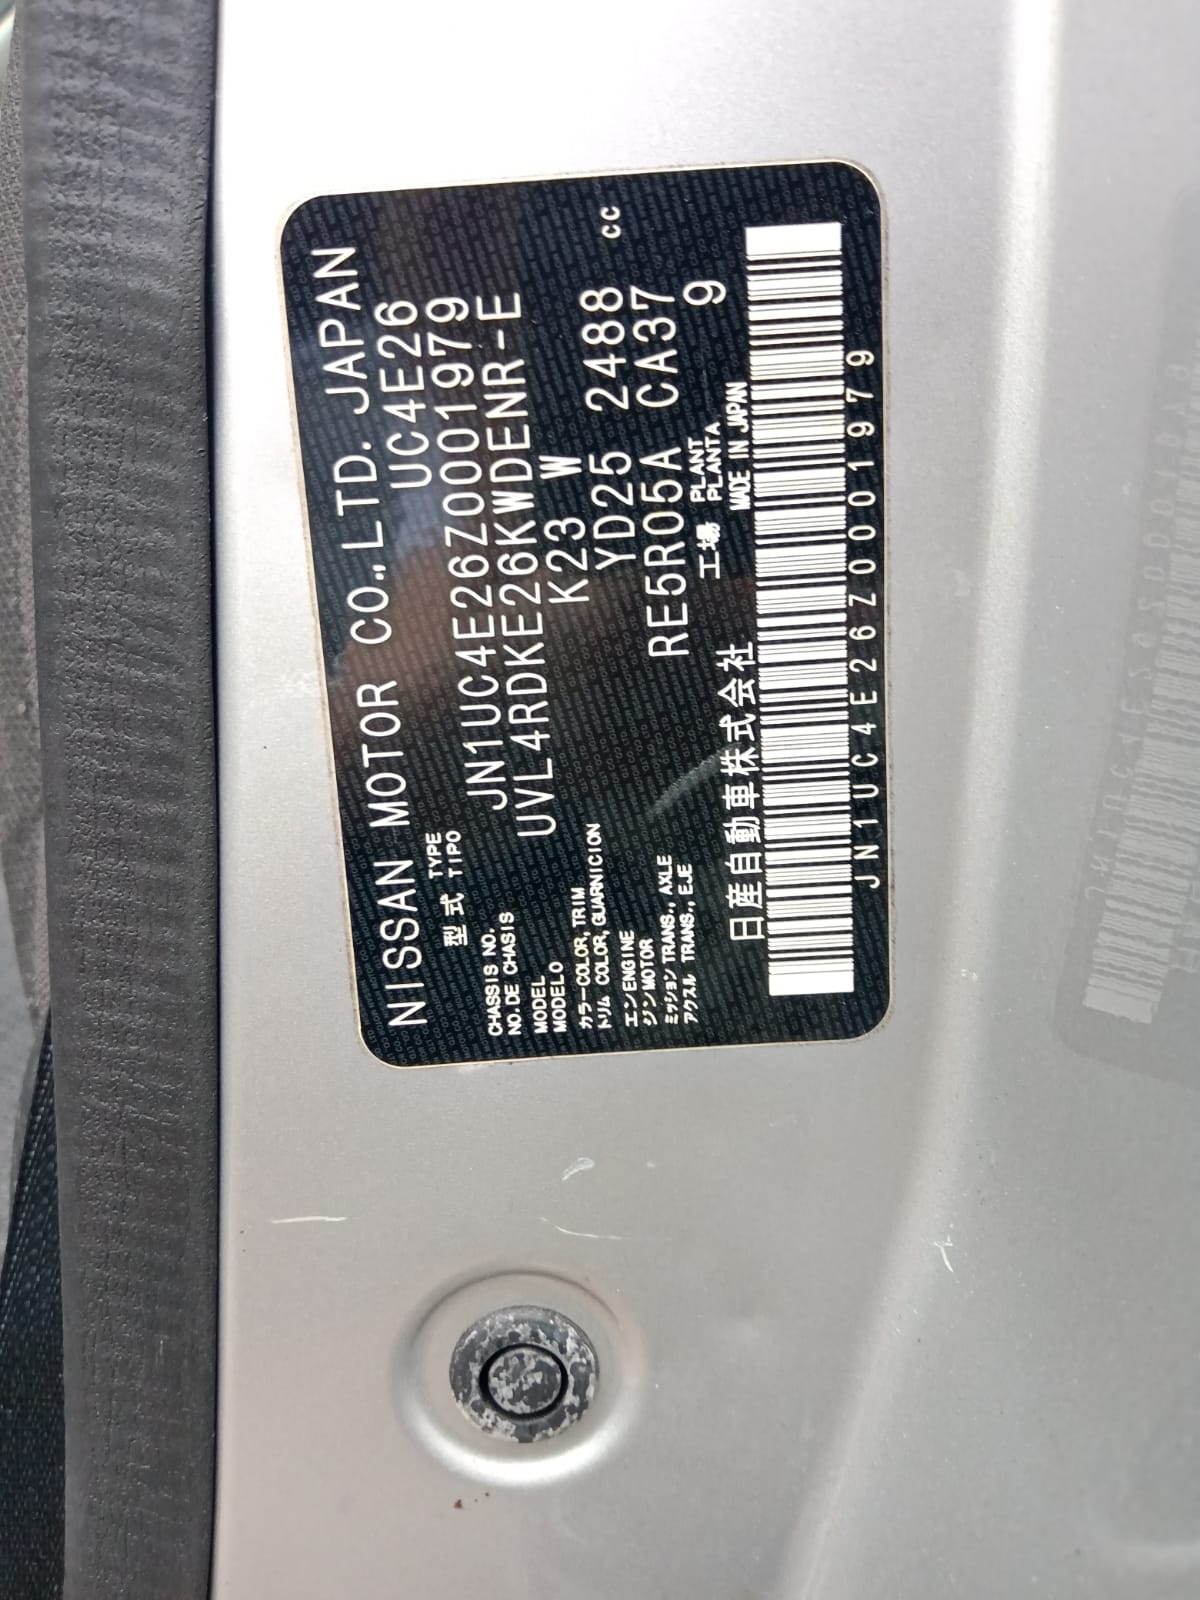 NISSAN MOTOR CO.,LTD. JAPAN
型式 TYPE TIPO UC4E26
CHASSIS NO. NO.DE CHASIS JN1UC4E26Z0001979
MODEL MODELO UVL4RDKE26KWDENR-E
カラー COLOR,TRIM トリム COLOR,GUARNICION K23 W
エンジン ENGINE MOTOR YD25 2488 cc
ミッション アクスル TRANS.,AXLE TRANS.,EJE RE5R05A CA37
工場 PLANT PLANTA 9
日産自動車株式会社 MADE IN JAPAN
JN1UC4E26Z0001979